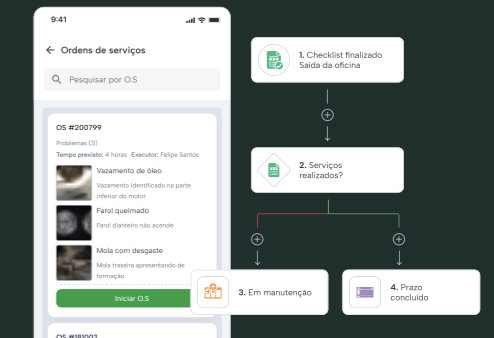 9:41
Ordens de serviços
Pesquisar por O.S
OS #200799
Problemas (3)
Tempo previsto: 4 horas Executor: Felipe Santos
Vazamento de óleo
Vazamento identificado na parte
inferior do motor
Farol queimado
Farol dianteiro não acende
Mola com desgaste
Mola traseira apresentando de
formação
Iniciar O.S
OS #181002
1. Checklist finalizado
Saída da oficina
2. Serviços
realizados?
3. Em manutenção
4. Prazo
concluído